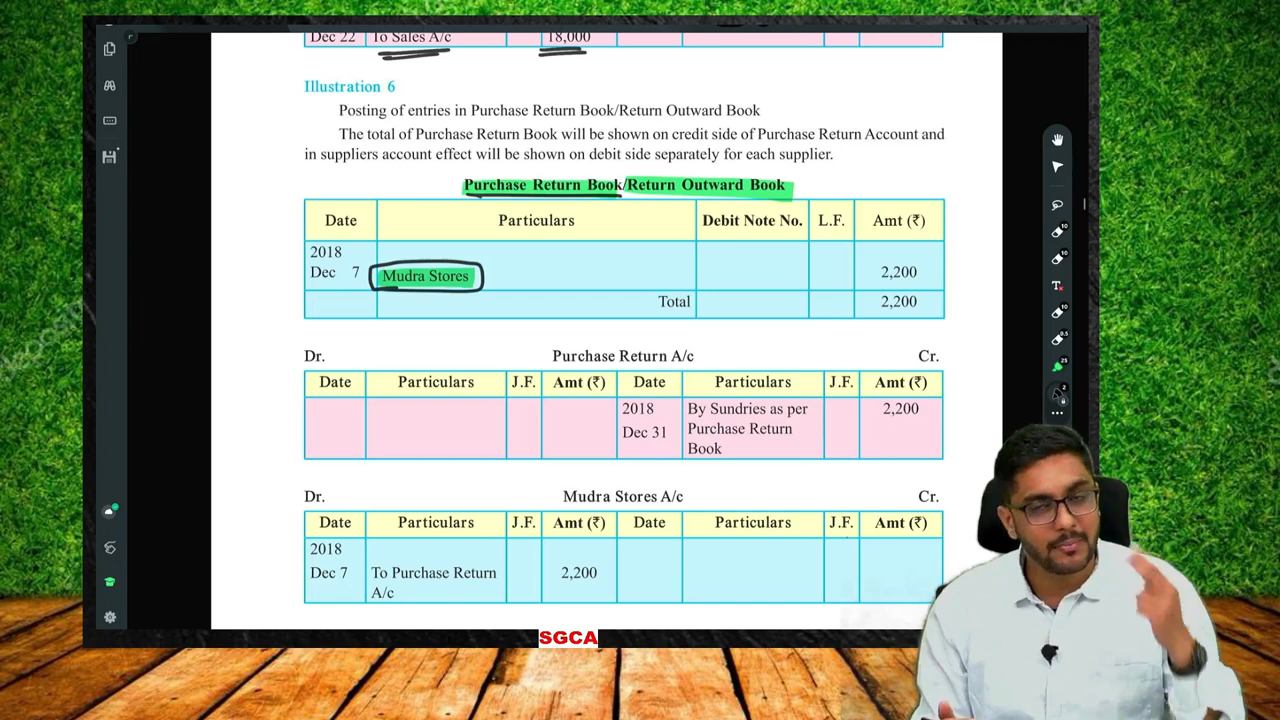 Dec 22 To Sales A/c 18,000
Illustration 6
Posting of entries in Purchase Return Book/Return Outward Book
The total of Purchase Return Book will be shown on credit side of Purchase Return Account and
in suppliers account effect will be shown on debit side separately for each supplier.
Purchase Return Book/Return Outward Book
Date Particulars Debit Note No. L.F. Amt (₹)
2018
Dec 7 Mudra Stores 2,200
Total 2,200
Dr. Purchase Return A/c Cr.
Date Particulars J.F. Amt (₹) Date Particulars J.F. Amt (₹)
2018 By Sundries as per 2,200
Dec 31 Purchase Return
Book
Dr. Mudra Stores A/c Cr.
Date Particulars J.F. Amt (₹) Date Particulars J.F. Amt (₹)
2018
Dec 7 To Purchase Return 2,200
A/c
SGCA